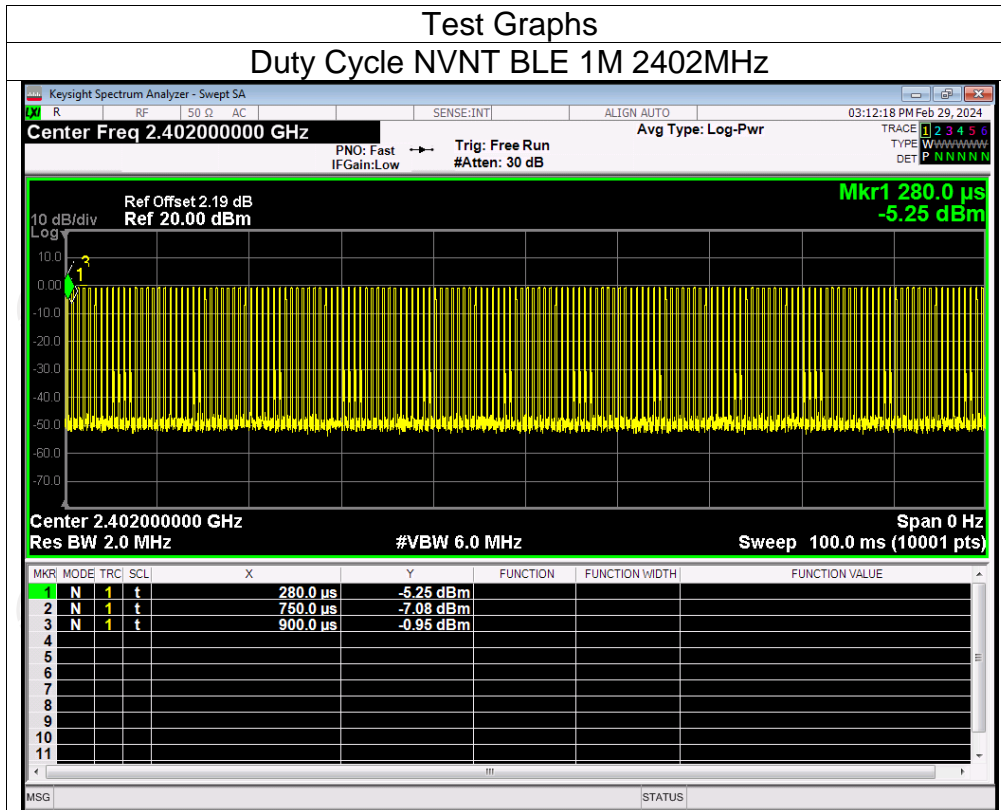 Test Graphs
Duty Cycle NVNT BLE 1M 2402MHz
Keysight Spectrum Analyzer - Swept SA
LXI R RF 50 Ω AC SENSE:INT ALIGN AUTO 03:12:18 PM Feb 29, 2024
Center Freq 2.402000000 GHz Avg Type: Log-Pwr TRACE 1 2 3 4 5 6
PNO: Fast Trig: Free Run TYPE WWWWWWW
IFGain:Low #Atten: 30 dB DET P N N N N N
Mkr1 280.0 µs
Ref Offset 2.19 dB -5.25 dBm
10 dB/div Ref 20.00 dBm
Log
10.0
3
1
0.00
-10.0
-20.0
-30.0
-40.0
-50.0
-60.0
-70.0
Center 2.402000000 GHz Span 0 Hz
Res BW 2.0 MHz #VBW 6.0 MHz Sweep 100.0 ms (10001 pts)
MKR MODE TRC SCL X Y FUNCTION FUNCTION WIDTH FUNCTION VALUE
1 N 1 t 280.0 µs -5.25 dBm
2 N 1 t 750.0 µs -7.08 dBm
3 N 1 t 900.0 µs -0.95 dBm
4
5
6
7
8
9
10
11
MSG STATUS